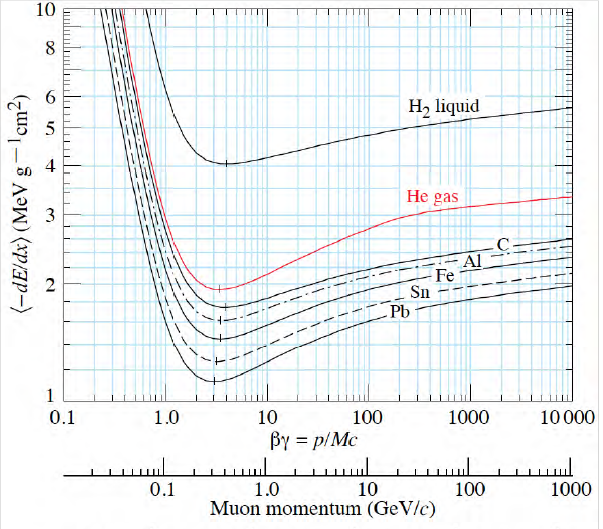 10
8
6
5
4
3
2
1
⟨–dE/dx⟩ (MeV g—1cm2)
H2 liquid
He gas
C
Al
Fe
Sn
Pb
0.1 1.0 10 100 1000 10000
βγ = p/Mc
0.1 1.0 10 100 1000
Muon momentum (GeV/c)